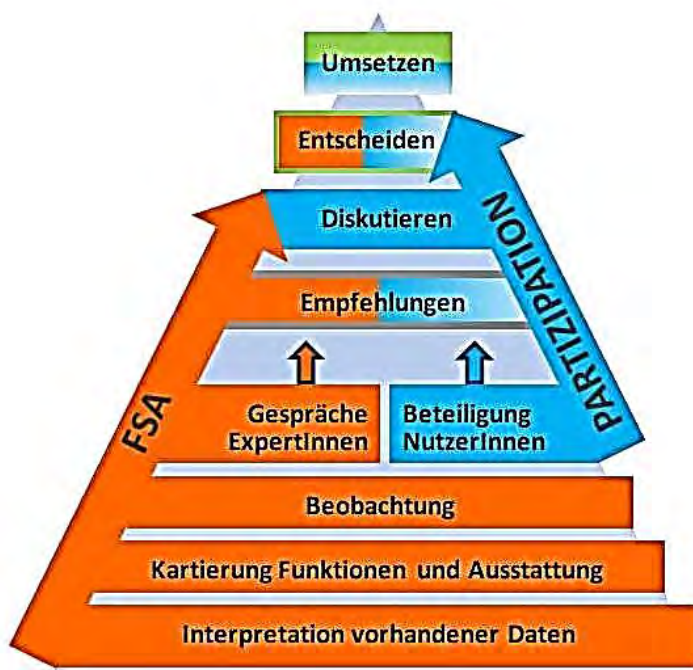 Umsetzen
Entscheiden
Diskutieren
Empfehlungen
Gespräche
ExpertInnen
Beteiligung
NutzerInnen
Beobachtung
Kartierung Funktionen und Ausstattung
Interpretation vorhandener Daten
FSA
PARTIZIPATION